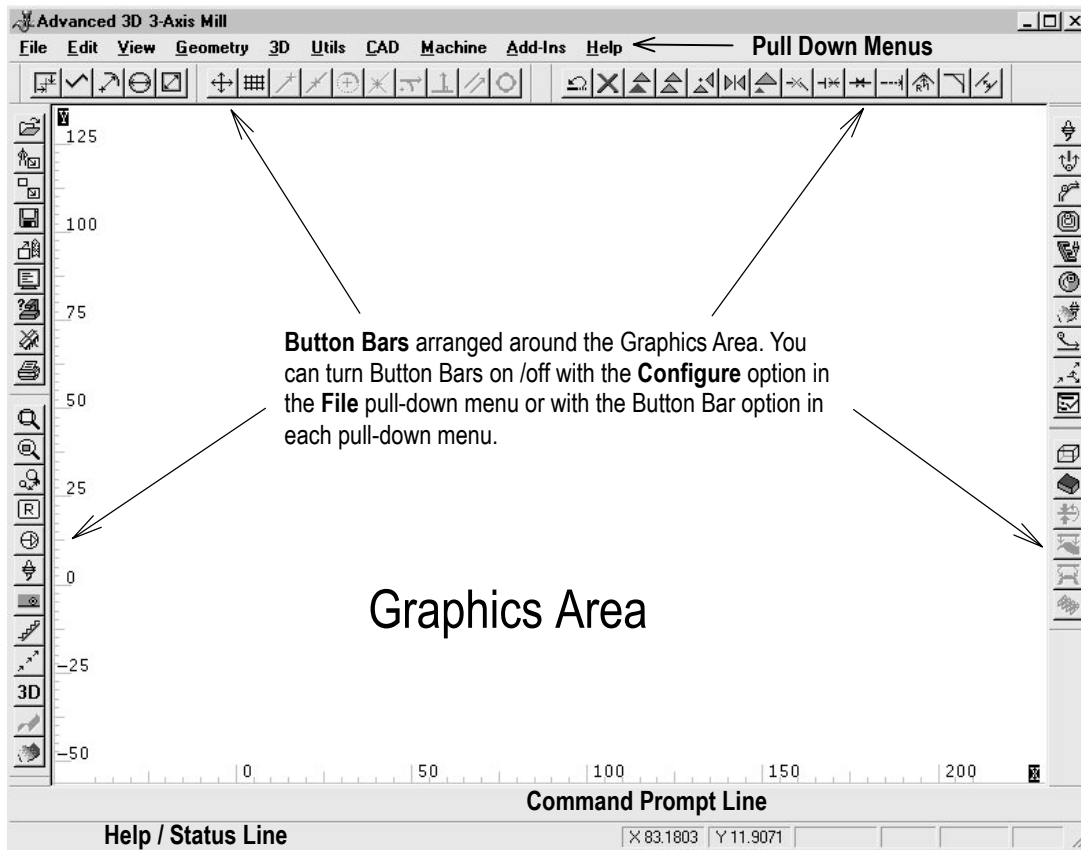 Advanced 3D 3-Axis Mill
File Edit View Geometry 3D Utils CAD Machine Add-Ins Help
Pull Down Menus
Y
125
100
75
50
25
0
-25
-50
Button Bars arranged around the Graphics Area. You
can turn Button Bars on /off with the Configure option in
the File pull-down menu or with the Button Bar option in
each pull-down menu.
Graphics Area
R
3D
0 50 100 150 200 X
Command Prompt Line
Help / Status Line
X 83.1803 Y 11.9071